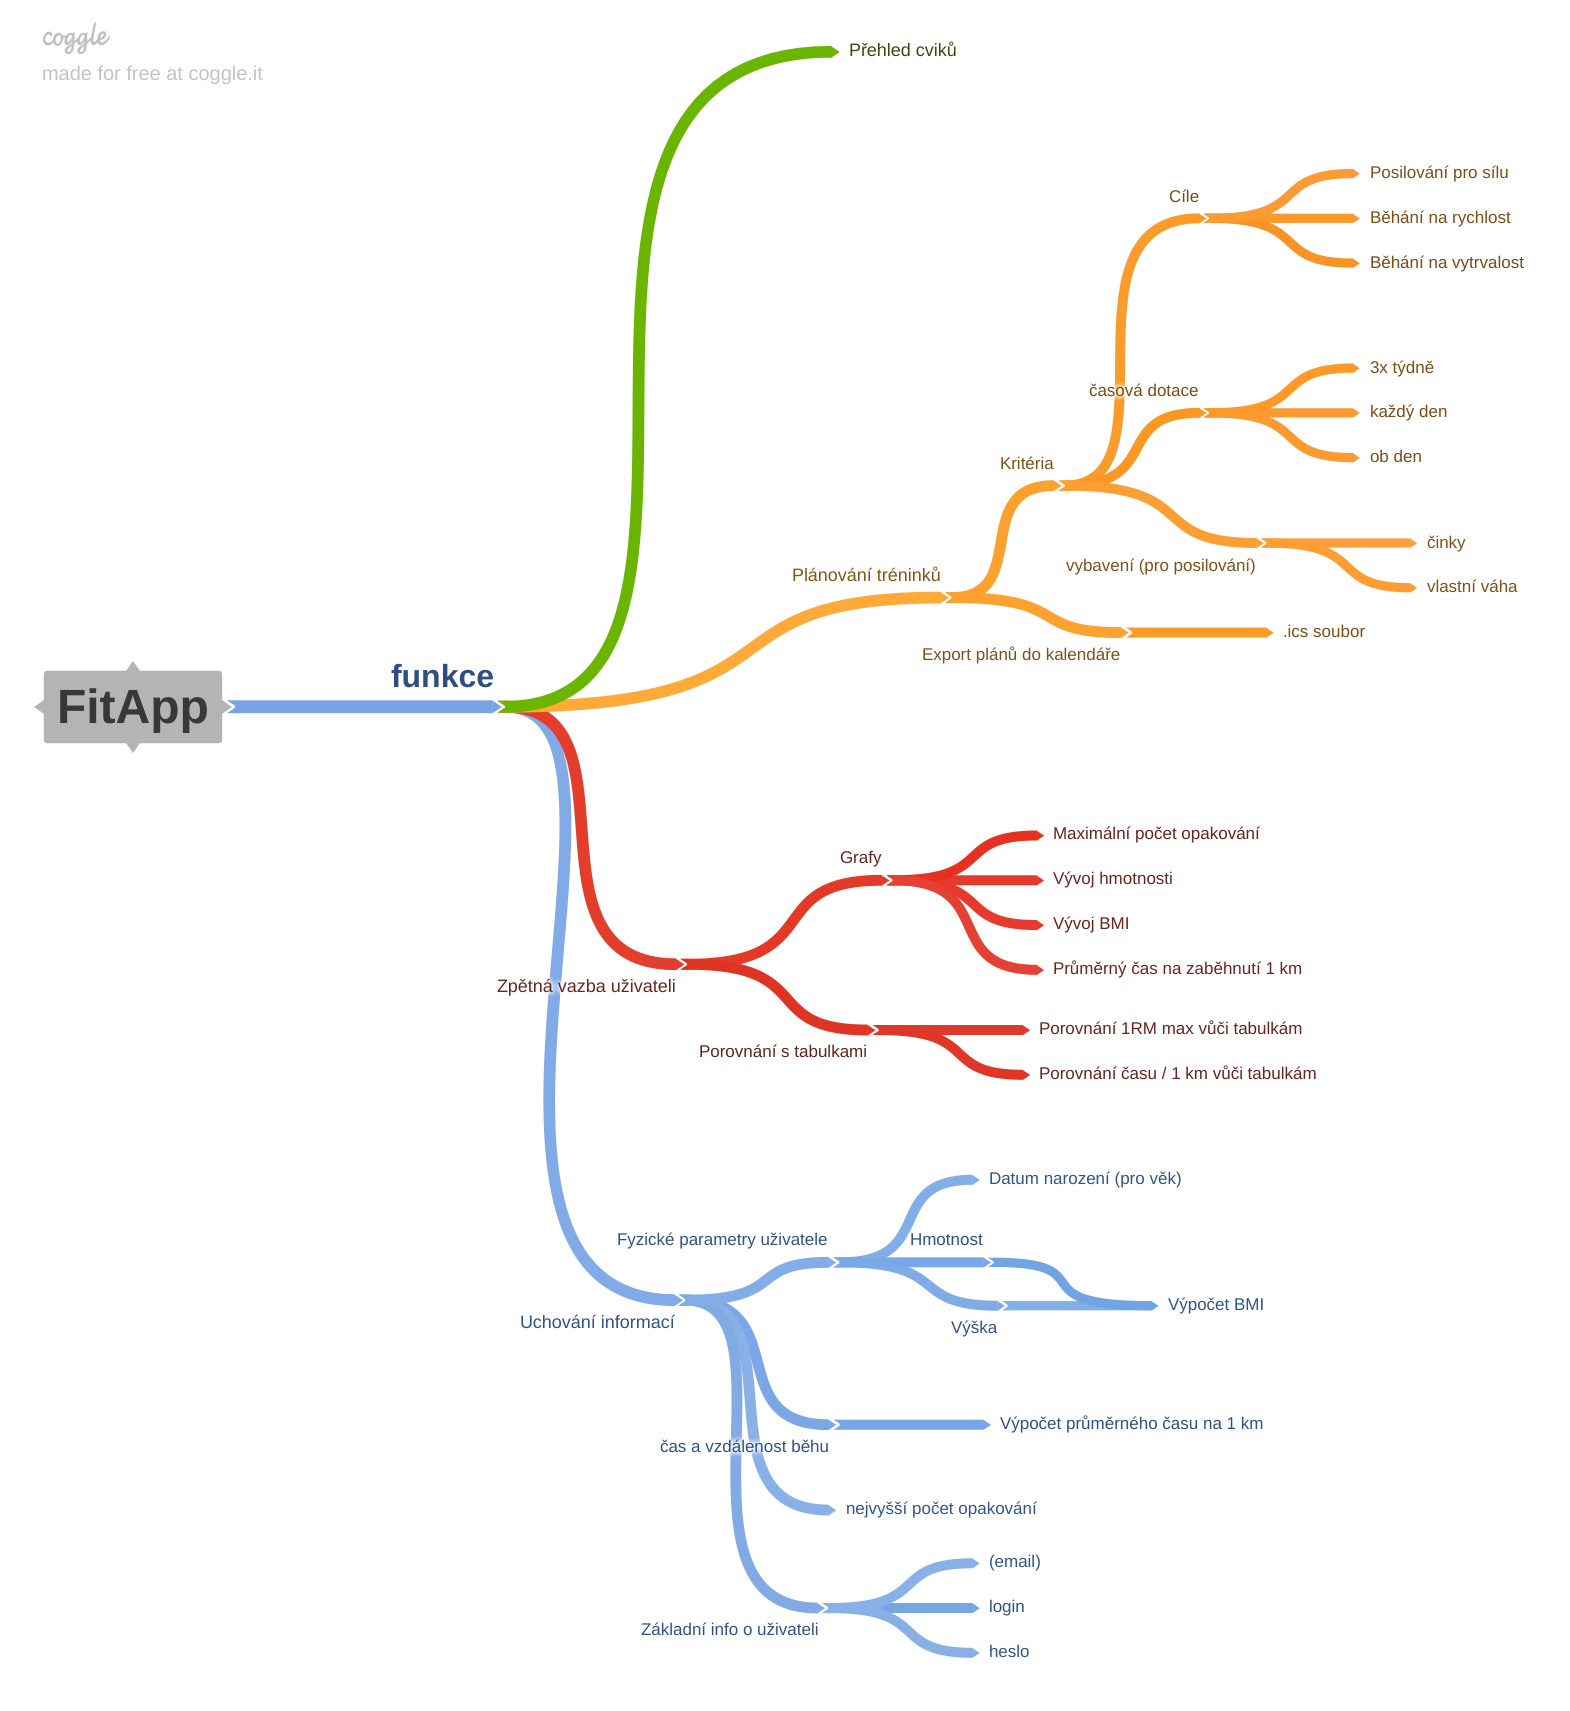 coggle
made for free at coggle.it
FitApp
funkce
Přehled cviků
Plánování tréninků
Kritéria
Cíle
Posilování pro sílu
Běhání na rychlost
Běhání na vytrvalost
časová dotace
3x týdně
každý den
ob den
vybavení (pro posilování)
činky
vlastní váha
Export plánů do kalendáře
.ics soubor
Zpětná vazba uživateli
Grafy
Maximální počet opakování
Vývoj hmotnosti
Vývoj BMI
Průměrný čas na zaběhnutí 1 km
Porovnání s tabulkami
Porovnání 1RM max vůči tabulkám
Porovnání času / 1 km vůči tabulkám
Uchování informací
Fyzické parametry uživatele
Datum narození (pro věk)
Hmotnost
Výška
Výpočet BMI
čas a vzdálenost běhu
Výpočet průměrného času na 1 km
nejvyšší počet opakování
Základní info o uživateli
(email)
login
heslo